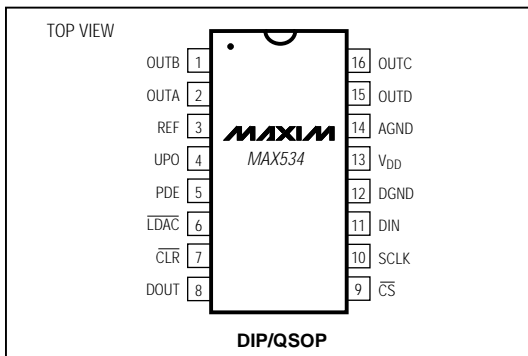 TOP VIEW
OUTB 1
OUTA 2
REF 3
UPO 4
PDE 5
LDAC 6
CLR 7
DOUT 8
MAXIM
MAX534
16 OUTC
15 OUTD
14 AGND
13 VDD
12 DGND
11 DIN
10 SCLK
9 CS
DIP/QSOP